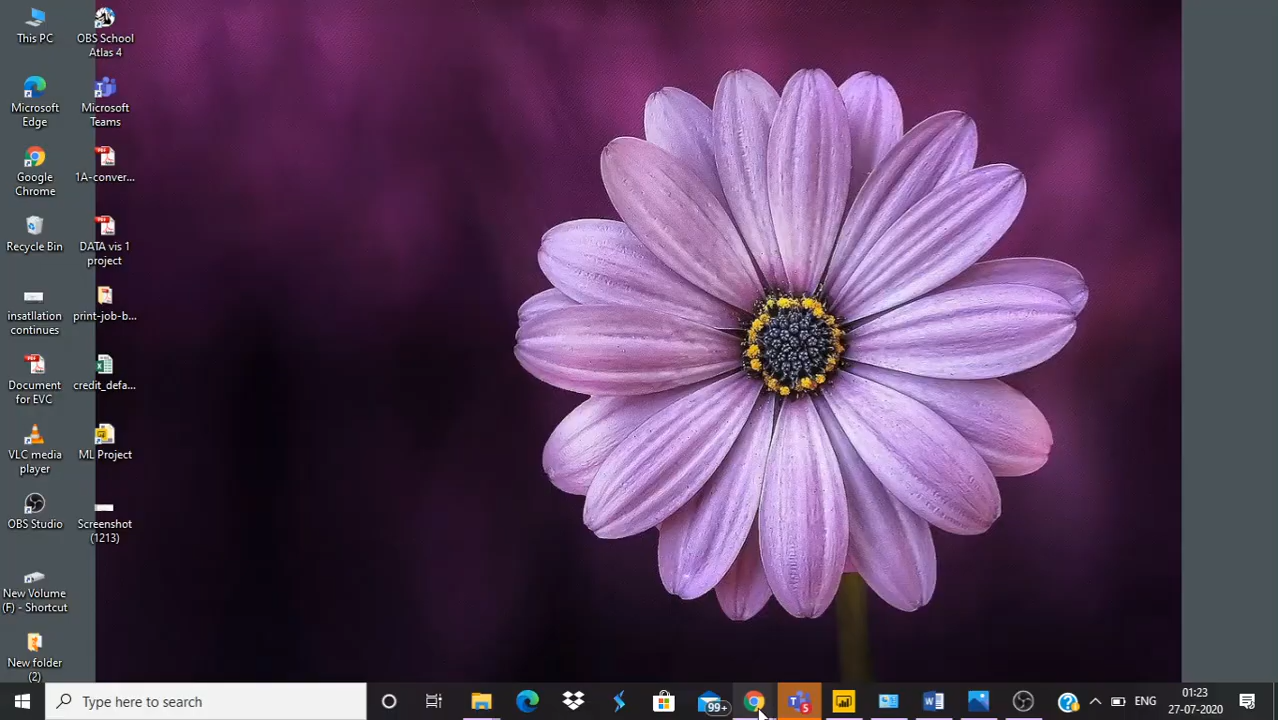 This PC
OBS School
Atlas 4
Microsoft
Edge
Microsoft
Teams
Google
Chrome
1A-conver...
Recycle Bin
DATA vis 1
project
insatllation
continues
print-job-b...
Document
for EVC
credit_defa...
VLC media
player
ML Project
OBS Studio
Screenshot
(1213)
New Volume
(F) - Shortcut
New folder
(2)
Type here to search
99+
5
ENG
01:23
27-07-2020